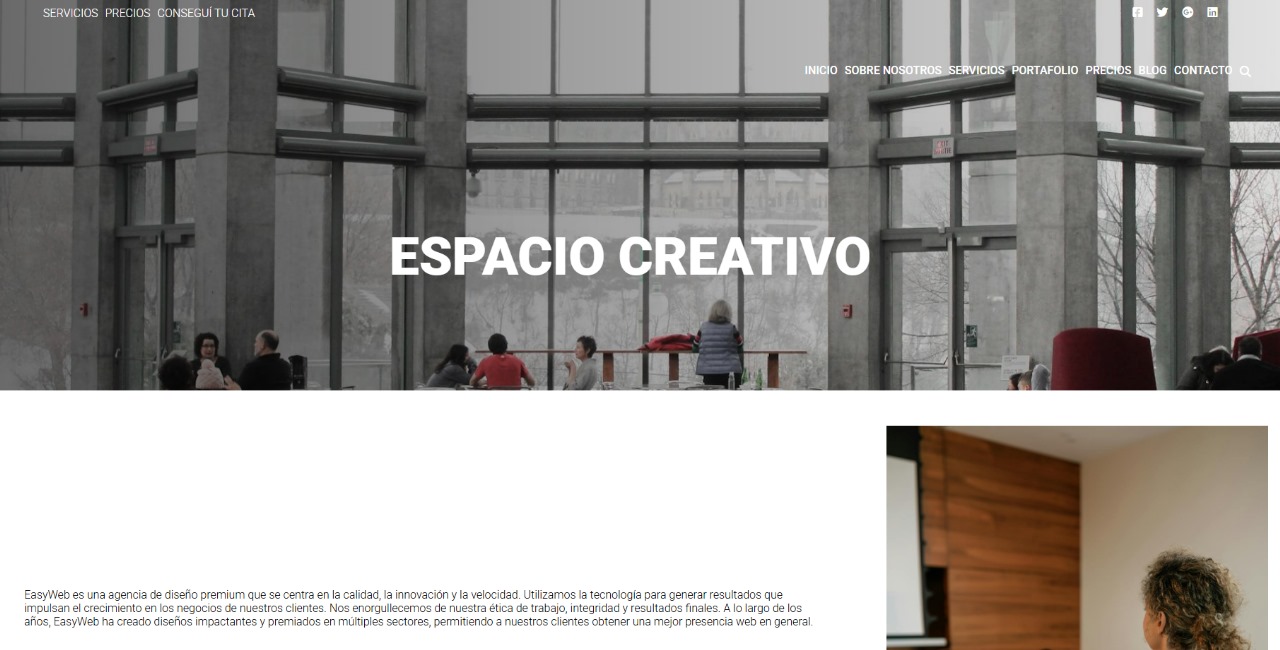 SERVICIOS PRECIOS CONSEGUÍ TU CITA
INICIO SOBRE NOSOTROS SERVICIOS PORTAFOLIO PRECIOS BLOG CONTACTO
ESPACIO CREATIVO
EasyWeb es una agencia de diseño premium que se centra en la calidad, la innovación y la velocidad. Utilizamos la tecnología para generar resultados que
impulsan el crecimiento en los negocios de nuestros clientes. Nos enorgullecemos de nuestra ética de trabajo, integridad y resultados finales. A lo largo de los
años, EasyWeb ha creado diseños impactantes y premiados en múltiples sectores, permitiendo a nuestros clientes obtener una mejor presencia web en general.